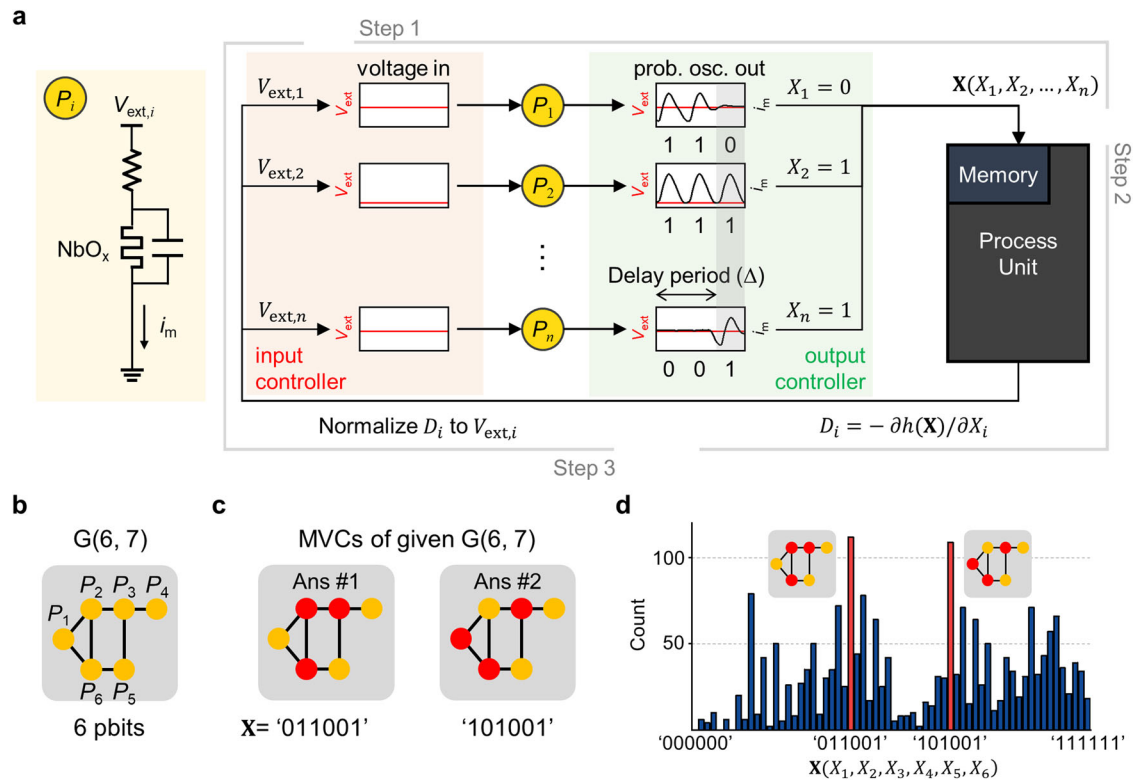 a
Step 1
P_i
V_ext,i
NbO_x
i_m
voltage in
prob. osc. out
V_ext,1
V_ext
P_1
V_ext
i_m
X_1 = 0
1 1 0
X(X_1, X_2, ..., X_n)
V_ext,2
V_ext
P_2
V_ext
i_m
X_2 = 1
1 1 1
Memory
Process
Unit
Step 2
Delay period (Δ)
V_ext,n
V_ext
P_n
V_ext
i_m
X_n = 1
0 0 1
input
controller
output
controller
Normalize D_i to V_ext,i
D_i = − ∂h(X)/∂X_i
Step 3
b
G(6, 7)
P_1
P_2
P_3
P_4
P_6
P_5
6 pbits
c
MVCs of given G(6, 7)
Ans #1
Ans #2
X= ‘011001’
‘101001’
d
Count
100
50
‘000000’
‘011001’
‘101001’
‘111111’
X(X_1, X_2, X_3, X_4, X_5, X_6)